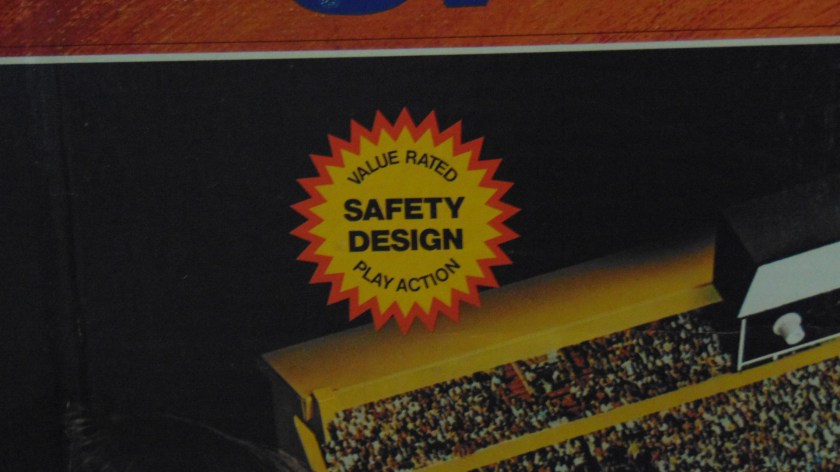 VALUE RATED
SAFETY
DESIGN
PLAY ACTION